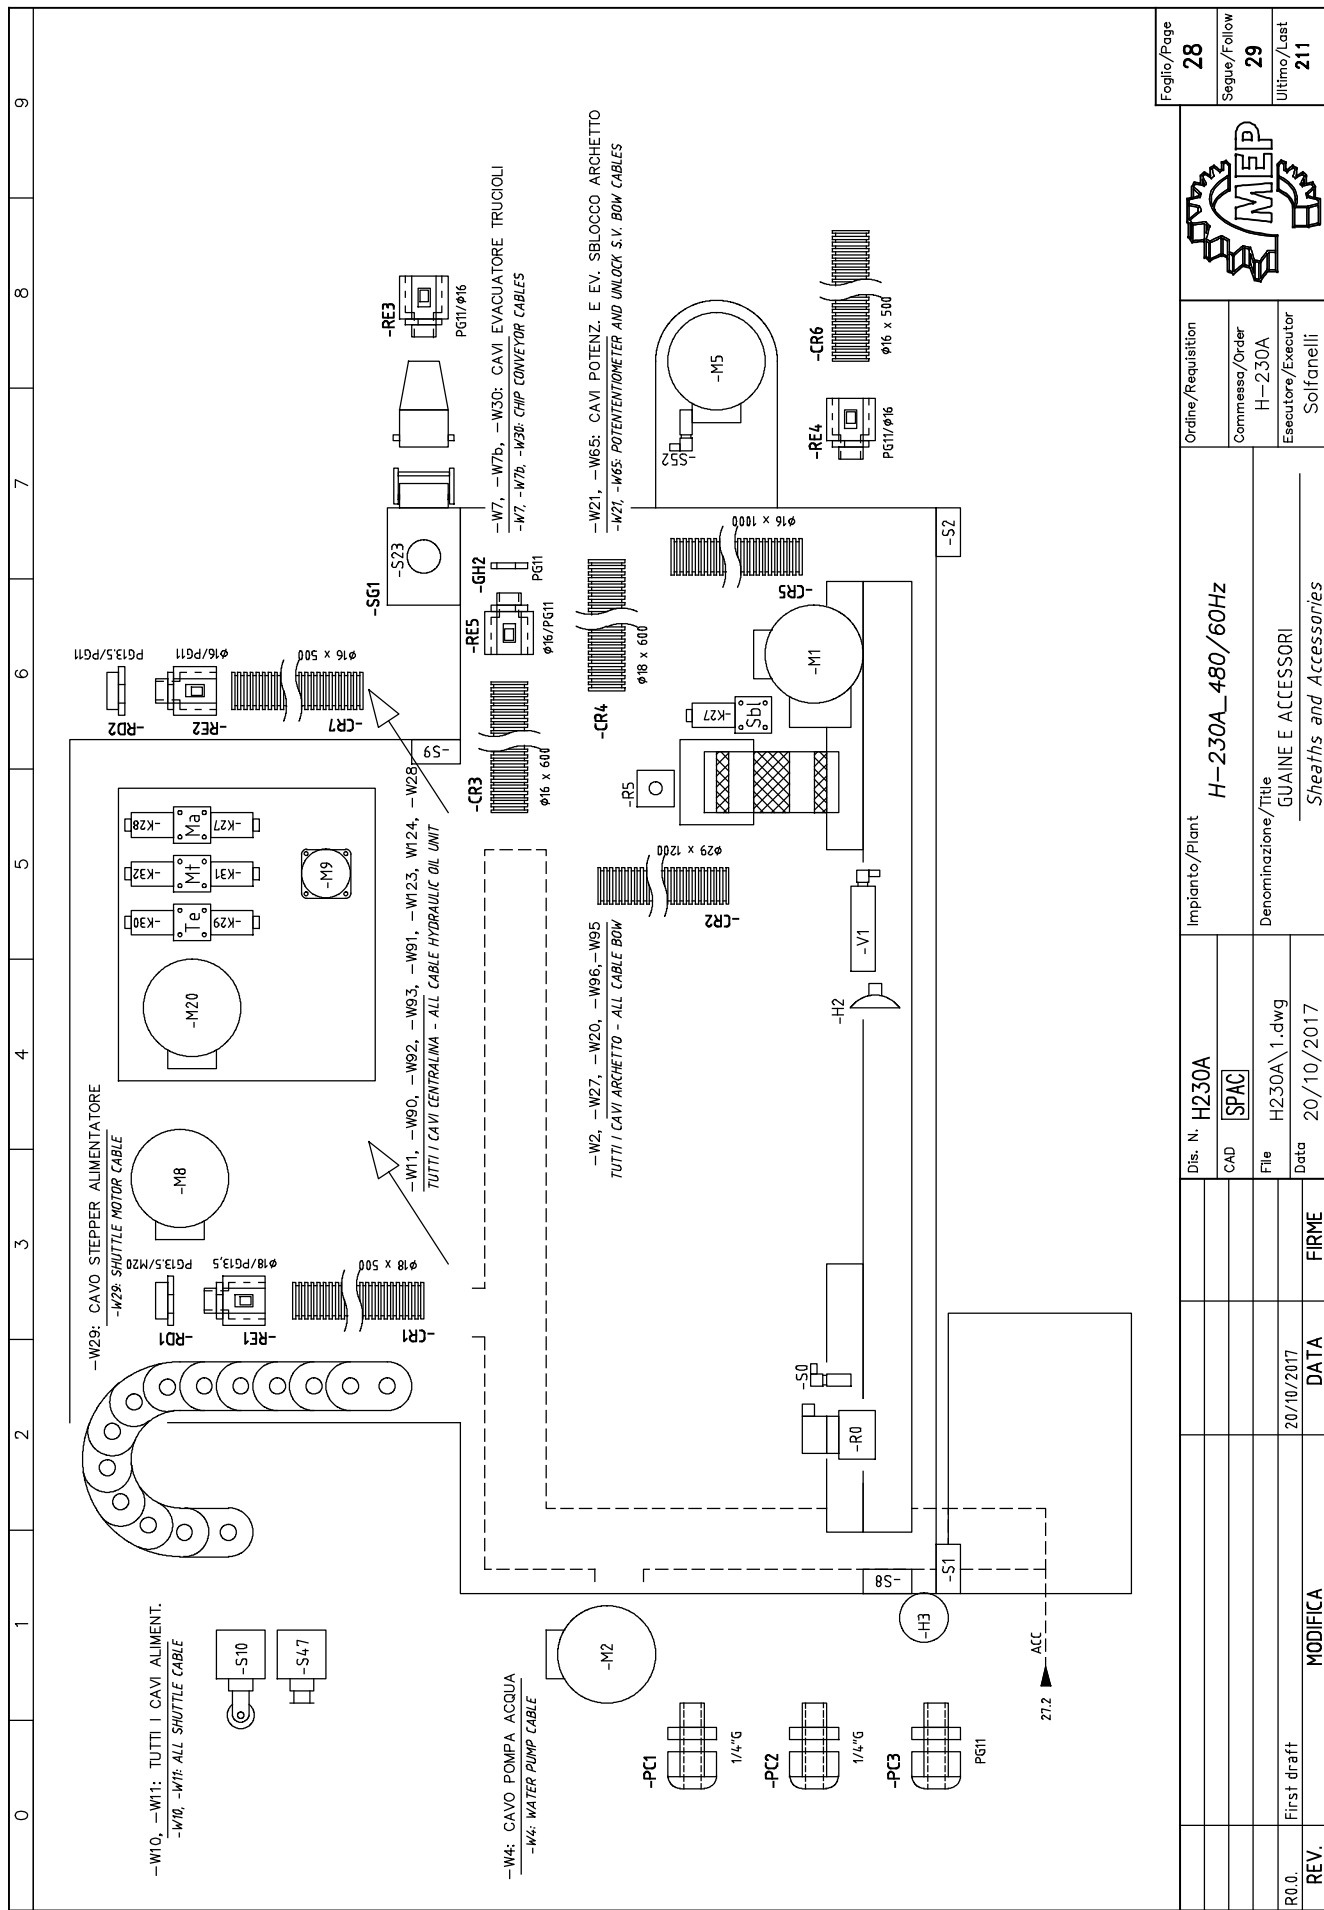 0 1 2 3 4 5 6 7 8 9
-W10, -W11: TUTTI I CAVI ALIMENT.
-W10, -W11: ALL SHUTTLE CABLE
-S10
-S47
-W29: CAVO STEPPER ALIMENTATORE
-W29: SHUTTLE MOTOR CABLE
-RD1
PG13.5/M20
-RE1
Ø18/PG13,5
-CR1
Ø18 x 500
-M8
-M20
-K30
Te
-K29
-K32
Mt
-K31
-K28
Ma
-K27
-M9
-RD2
PG13.5/PG11
-RE2
Ø16/PG11
-CR7
Ø16 x 500
-S9
-SG1
-S23
-RE3
PG11/Ø16
-W11, -W90, -W92, -W93, -W91, -W123, W124, -W28
TUTTI I CAVI CENTRALINA - ALL CABLE HYDRAULIC OIL UNIT
-CR3
Ø16 x 600
-RE5
Ø16/PG11
-GH2
PG11
-W7, -W7b, -W30: CAVI EVACUATORE TRUCIOLI
-W7, -W7b, -W30: CHIP CONVEYOR CABLES
-W4: CAVO POMPA ACQUA
-W4: WATER PUMP CABLE
-M2
-W2, -W27, -W20, -W96,-W95
TUTTI I CAVI ARCHETTO - ALL CABLE BOW
-CR2
Ø29 x 1200
-CR4
Ø18 x 600
-W21, -W65: CAVI POTENZ. E EV. SBLOCCO ARCHETTO
-W21, -W65: POTENTENTIOMETER AND UNLOCK S.V. BOW CABLES
-R5
-K27
Sbl
-CR5
Ø16 x 1000
-S52
-M5
-PC1
1/4"G
-PC2
1/4"G
-PC3
PG11
-S0
-R0
-H2
-V1
-M1
-RE4
PG11/Ø16
-CR6
Ø16 x 500
-S8
-H3
-S1
-S2
ACC
27.2
R0.0.
First draft
20/10/2017
REV.
MODIFICA
DATA
FIRME
Dis. N.
H230A
CAD
SPAC
File
H230A\1.dwg
Data
20/10/2017
Impianto/Plant
H-230A_480/60Hz
Denominazione/Title
GUAINE E ACCESSORI
Sheaths and Accessories
Ordine/Requisition
Commessa/Order
H-230A
Esecutore/Executor
Solfanelli
MEP
Foglio/Page
28
Segue/Follow
29
Ultimo/Last
211